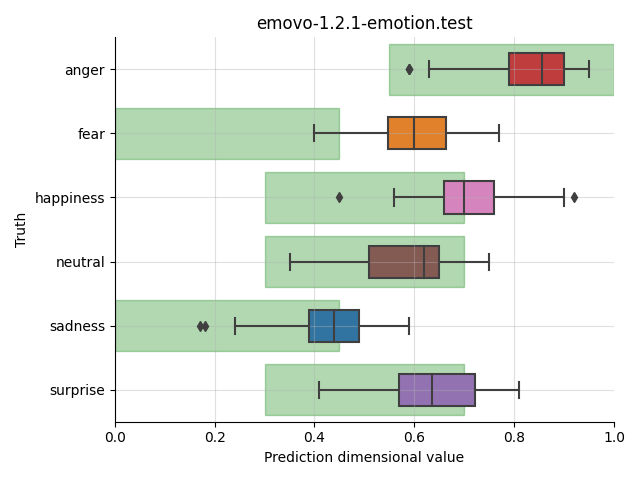 emovo-1.2.1-emotion.test
Truth
anger
fear
happiness
neutral
sadness
surprise
0.0 0.2 0.4 0.6 0.8 1.0
Prediction dimensional value